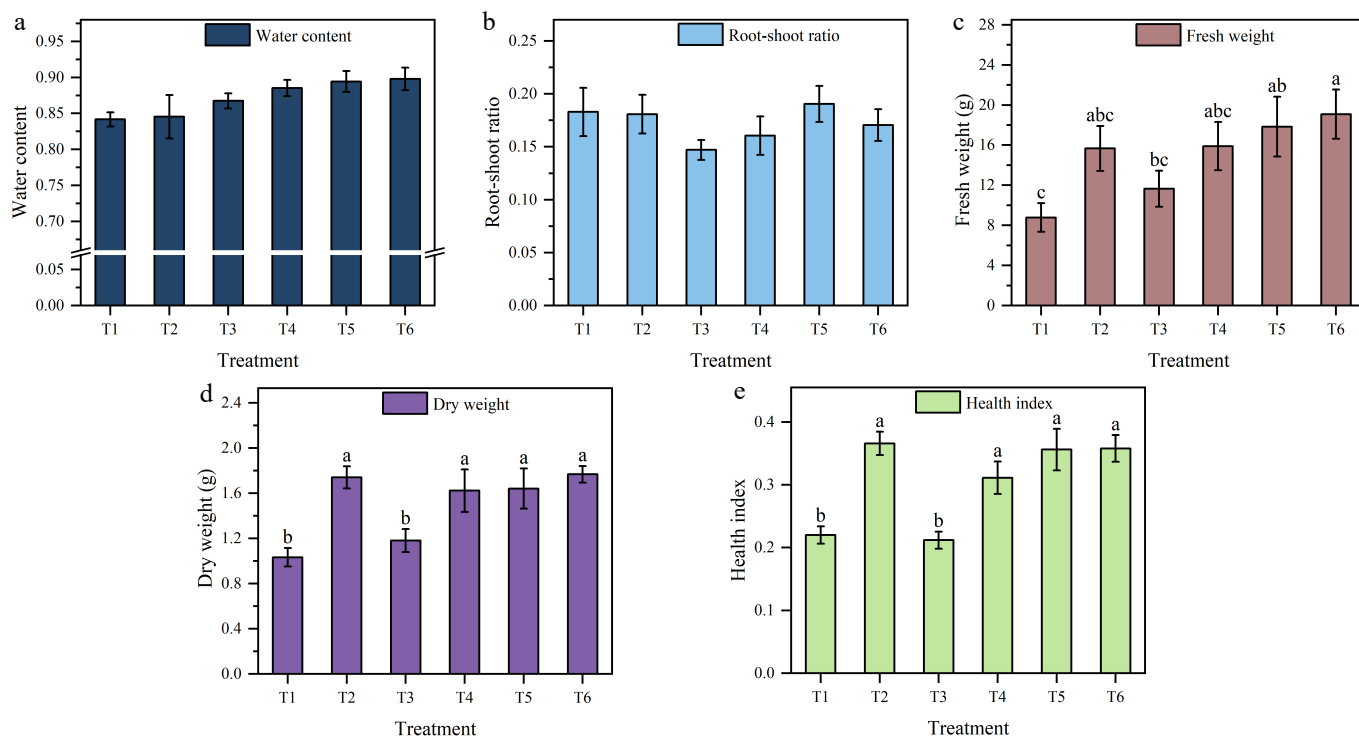 a
Water content
0.95
0.90
0.85
0.80
0.75
0.70
0.05
0.00
Water content
T1 T2 T3 T4 T5 T6
Treatment
b
Root-shoot ratio
0.25
0.20
0.15
0.10
0.05
0.00
Root-shoot ratio
T1 T2 T3 T4 T5 T6
Treatment
c
Fresh weight
28
24
20
16
12
8
4
0
Fresh weight (g)
c abc bc abc ab a
T1 T2 T3 T4 T5 T6
Treatment
d
Dry weight
2.4
1.8
1.6
1.2
0.6
0.0
Dry weight (g)
b a b a a a
T1 T2 T3 T4 T5 T6
Treatment
e
Health index
0.4
0.3
0.2
0.1
0.0
Health index
b a b a a a
T1 T2 T3 T4 T5 T6
Treatment